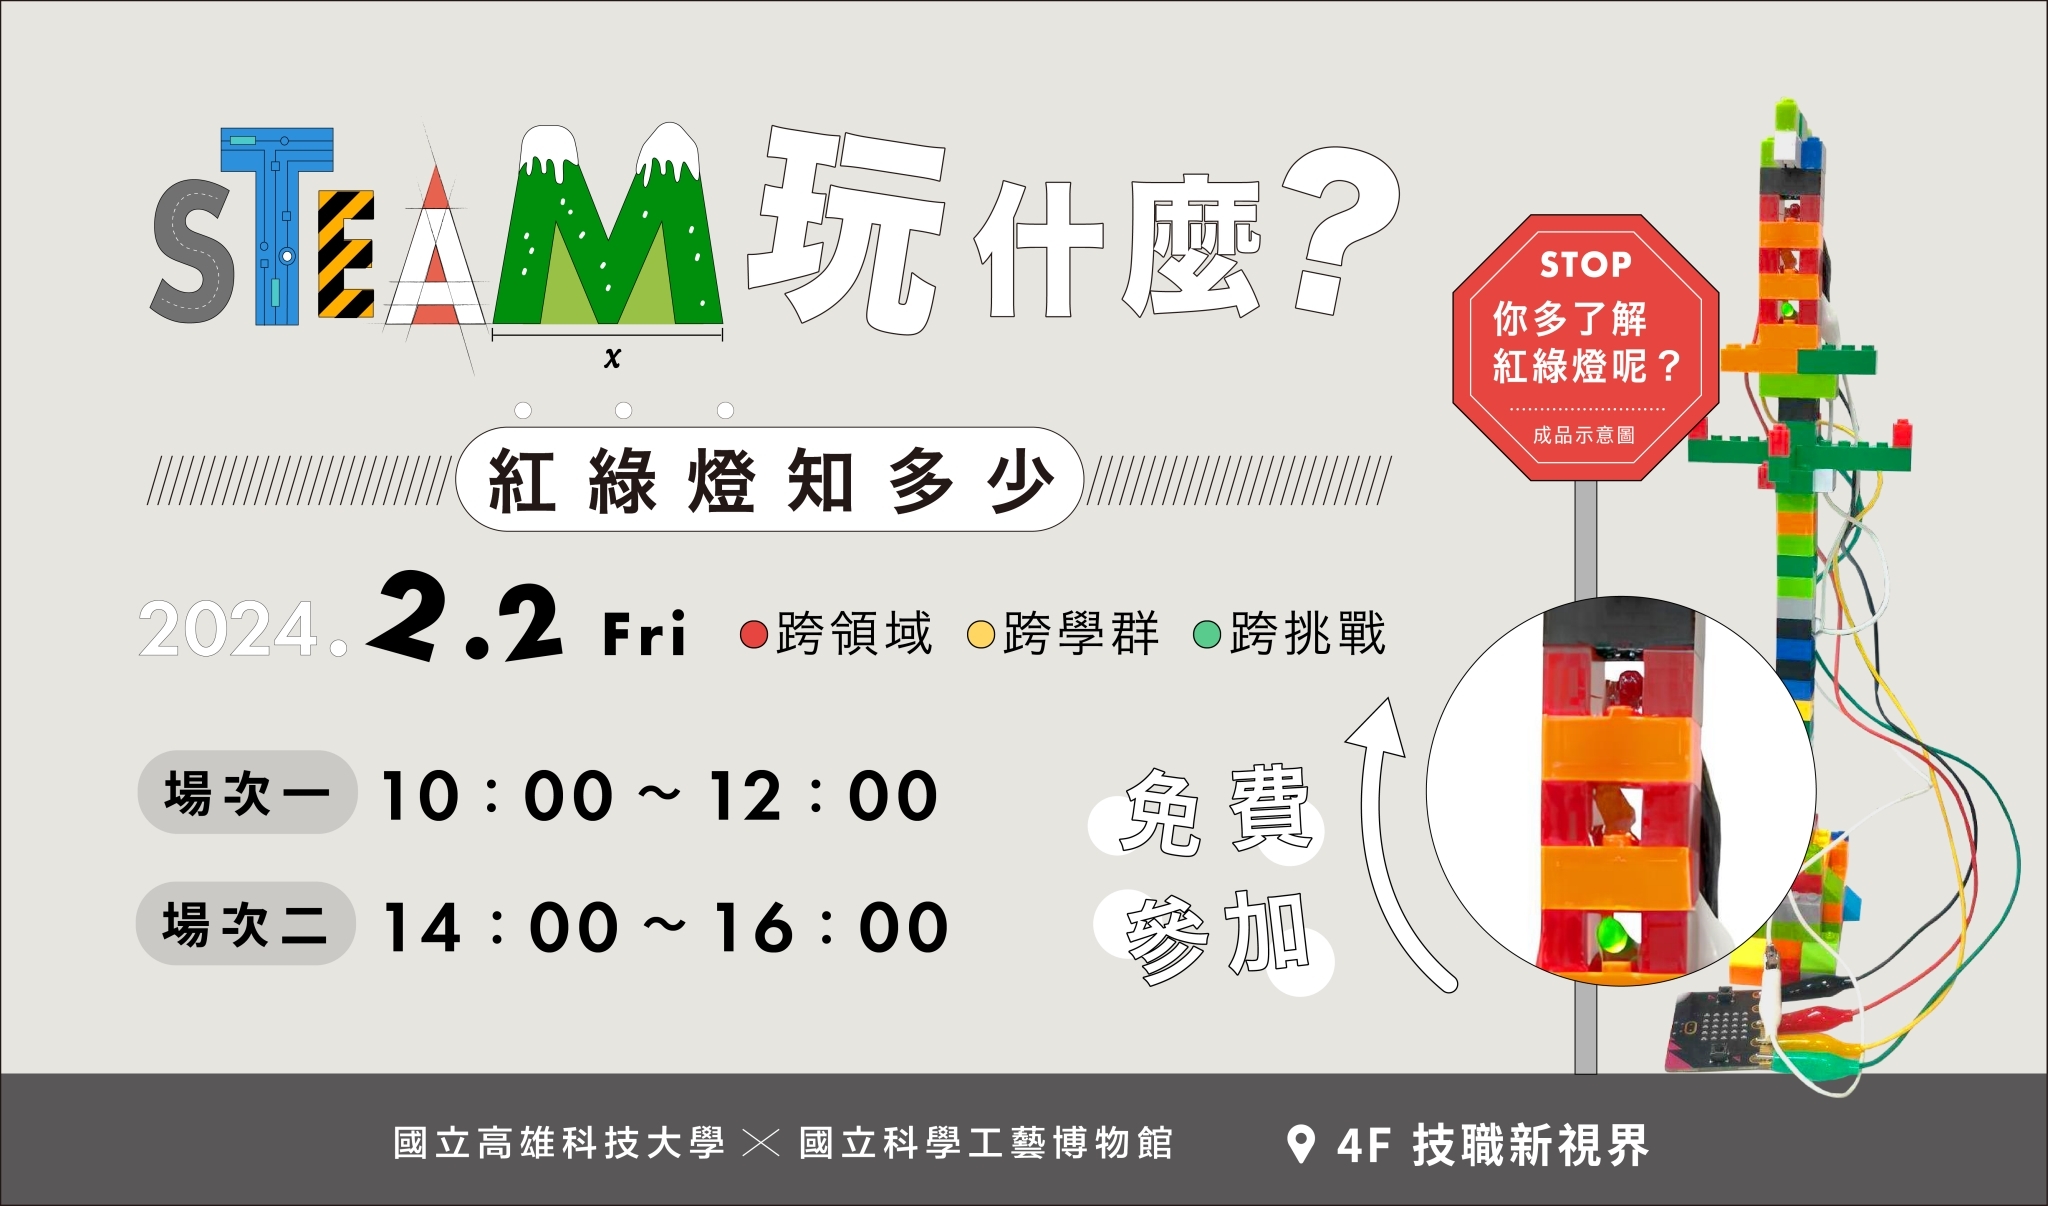 STEAM玩什麼?
x
紅綠燈知多少
2024.2.2 Fri ●跨領域 ●跨學群 ●跨挑戰
場次一 10：00～12：00
場次二 14：00～16：00
免費
參加
STOP
你多了解
紅綠燈呢？
成品示意圖
國立高雄科技大學╳國立科學工藝博物館 4F 技職新視界